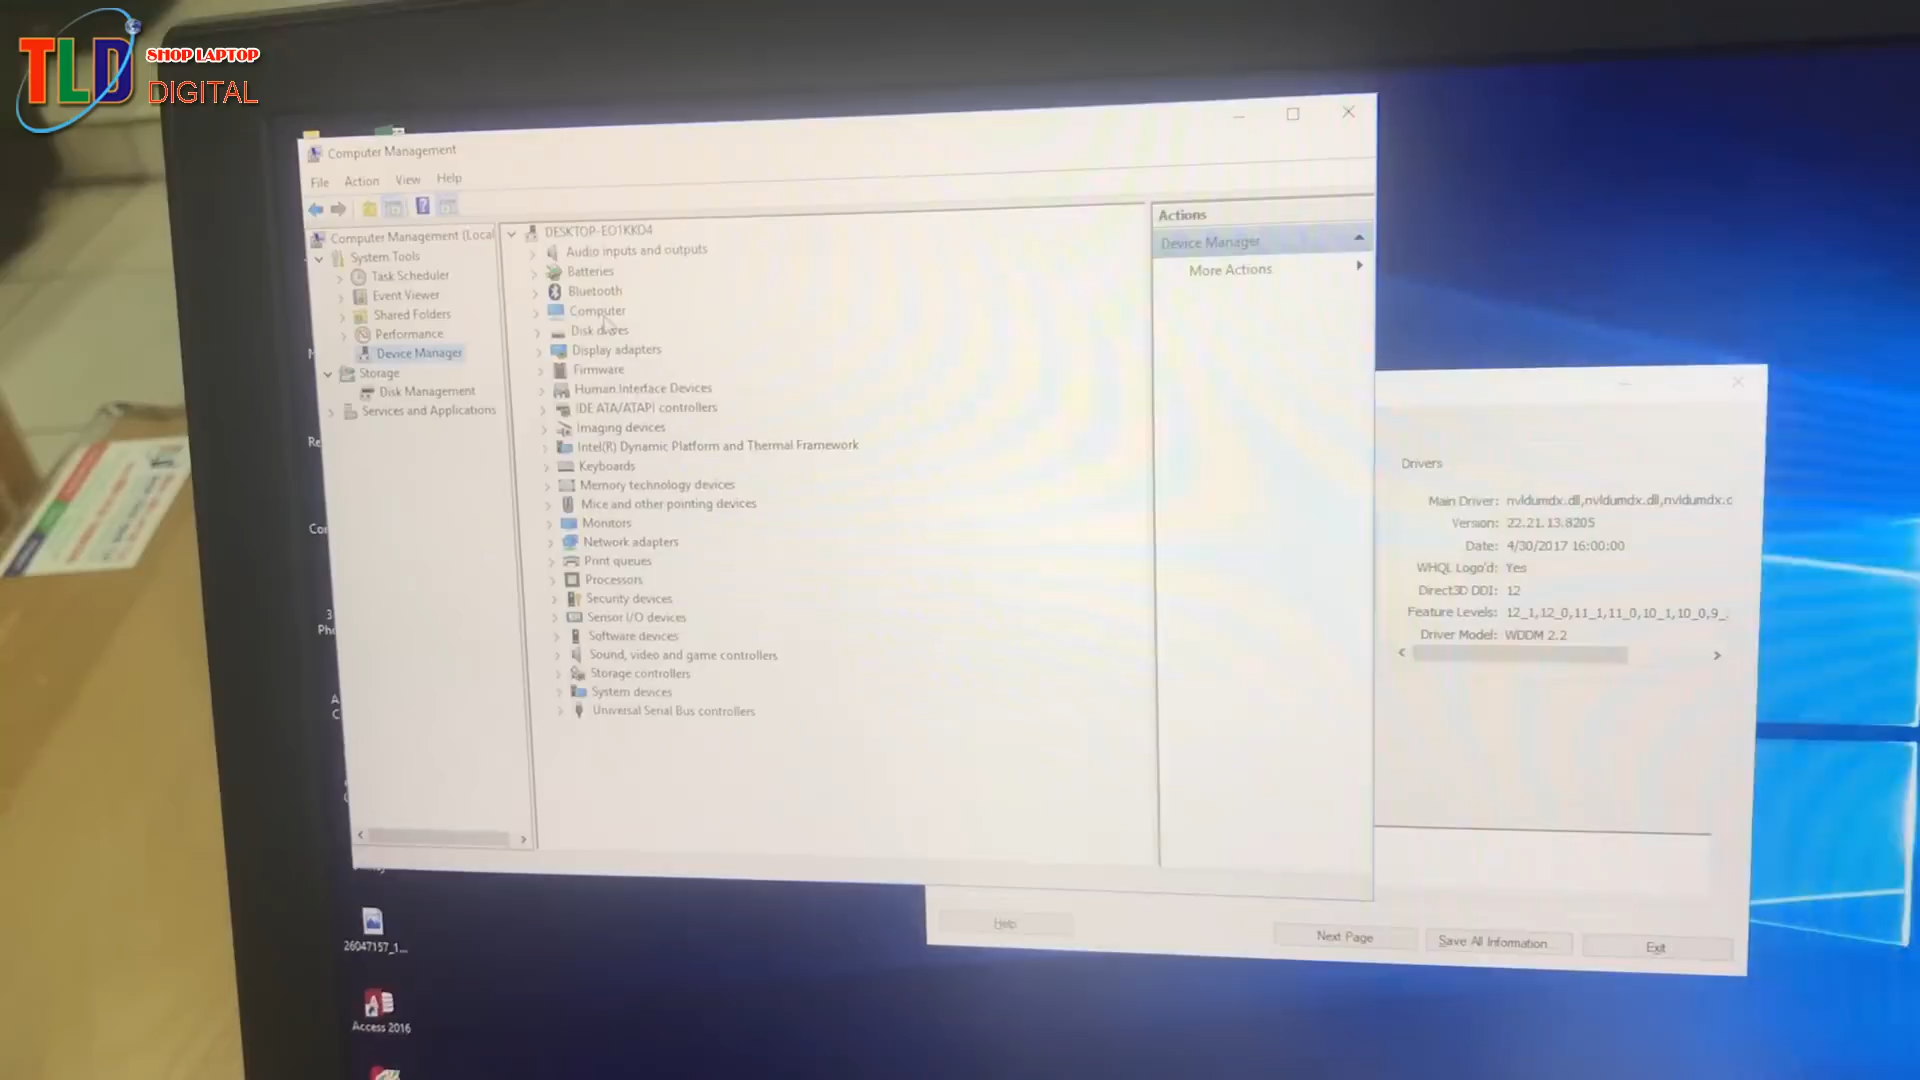 TLD
SHOP LAPTOP
DIGITAL
Computer Management
File Action View Help
Computer Management (Local
System Tools
Task Scheduler
Event Viewer
Shared Folders
Performance
Device Manager
Storage
Disk Management
Services and Applications
DESKTOP-EO1KKD4
Audio inputs and outputs
Batteries
Bluetooth
Computer
Disk drives
Display adapters
Firmware
Human Interface Devices
IDE ATA/ATAPI controllers
Imaging devices
Intel(R) Dynamic Platform and Thermal Framework
Keyboards
Memory technology devices
Mice and other pointing devices
Monitors
Network adapters
Print queues
Processors
Security devices
Sensor I/O devices
Software devices
Sound, video and game controllers
Storage controllers
System devices
Universal Serial Bus controllers
Actions
Device Manager
More Actions
Drivers
Main Driver: nvldumdx.dll,nvldumdx.dll,nvldumdx.c
Version: 22.21.13.8205
Date: 4/30/2017 16:00:00
WHQL Logo'd: Yes
Direct3D DDI: 12
Feature Levels: 12_1,12_0,11_1,11_0,10_1,10_0,9_
Driver Model: WDDM 2.2
Help
Next Page
Save All Information...
Exit
26047157_1...
Access 2016